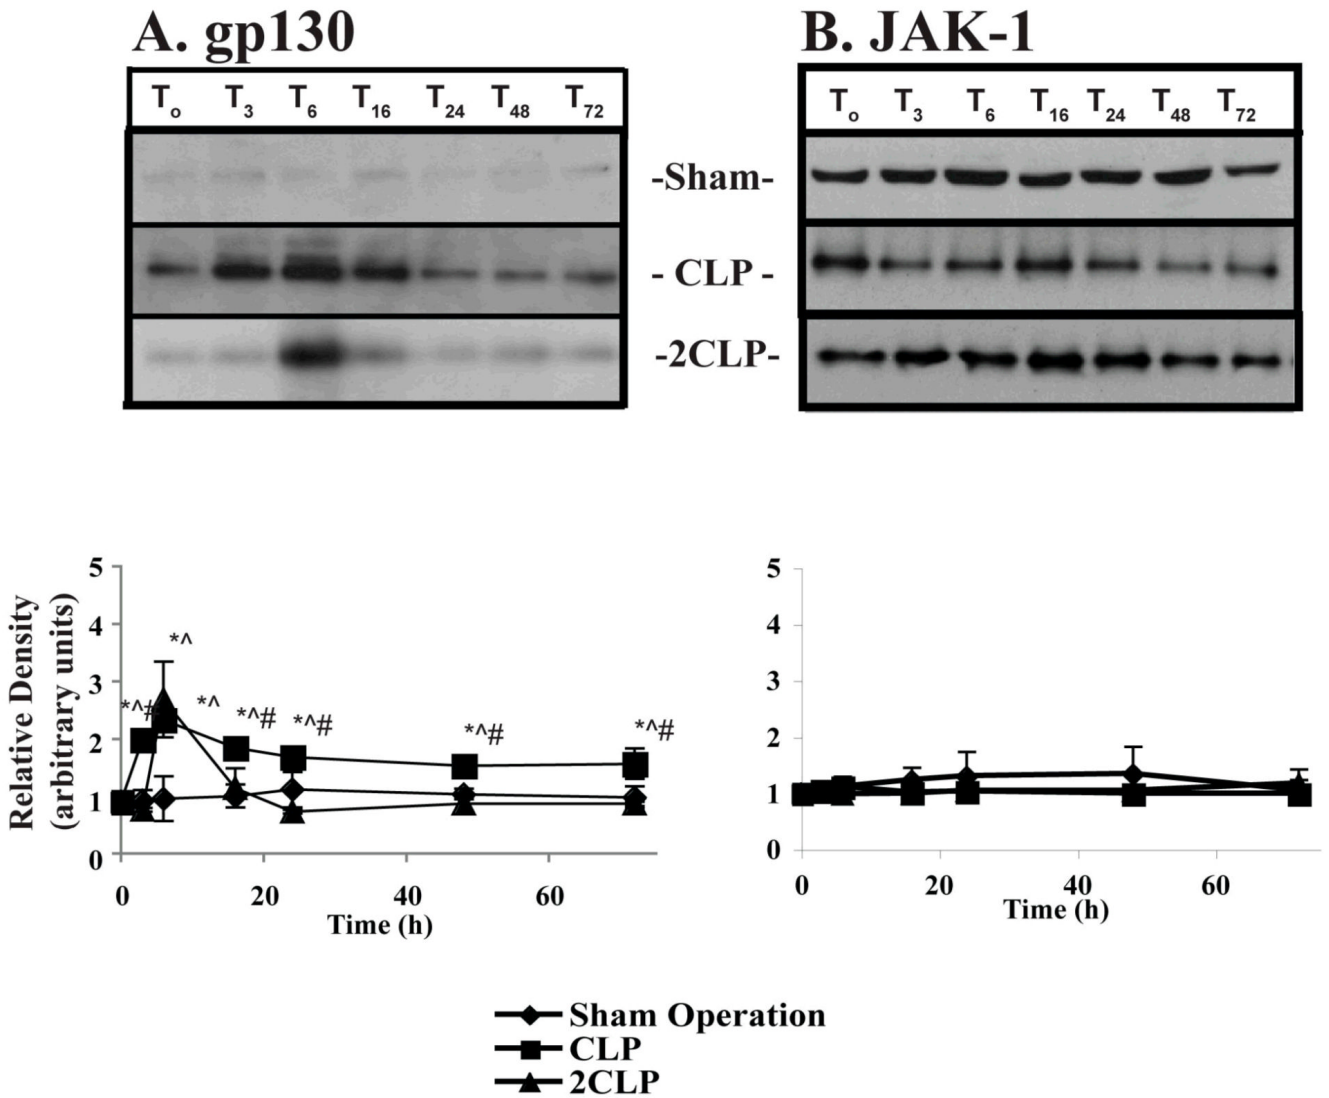 A. gp130
B. JAK-1
To T3 T6 T16 T24 T48 T72
To T3 T6 T16 T24 T48 T72
-Sham-
- CLP -
-2CLP-
Relative Density
(arbitrary units)
5
4
3
2
1
0
*^#
*^
*^
*^#
*^#
*^#
*^#
0 20 40 60
Time (h)
5
4
3
2
1
0
0 20 40 60
Time (h)
Sham Operation
CLP
2CLP